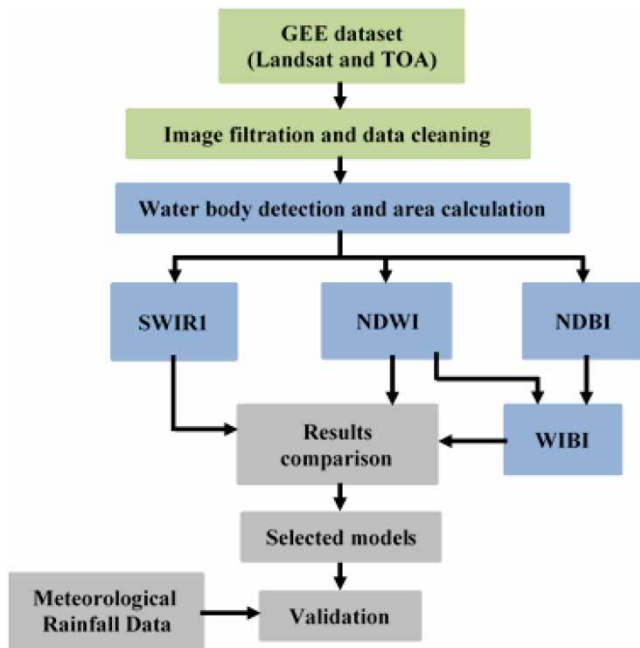 GEE dataset
(Landsat and TOA)
Image filtration and data cleaning
Water body detection and area calculation
SWIR1
NDWI
NDBI
Results
comparison
WIBI
Selected models
Meteorological
Rainfall Data
Validation